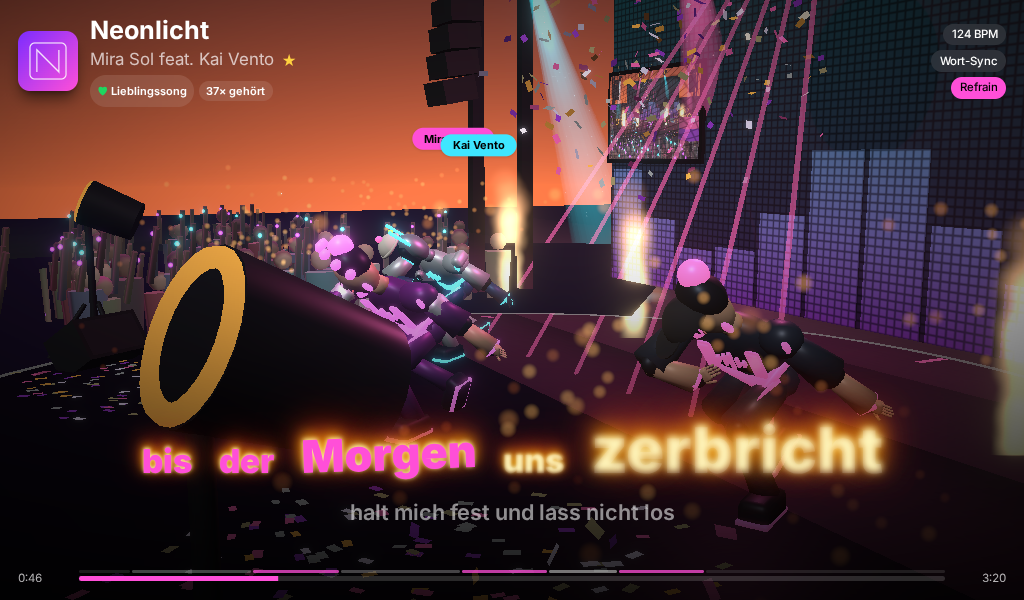 Neonlicht
Mira Sol feat. Kai Vento ★
Lieblingssong
37× gehört
124 BPM
Wort-Sync
Refrain
Kai Vento
bis der Morgen uns zerbricht
halt mich fest und lass nicht los
0:46
3:20